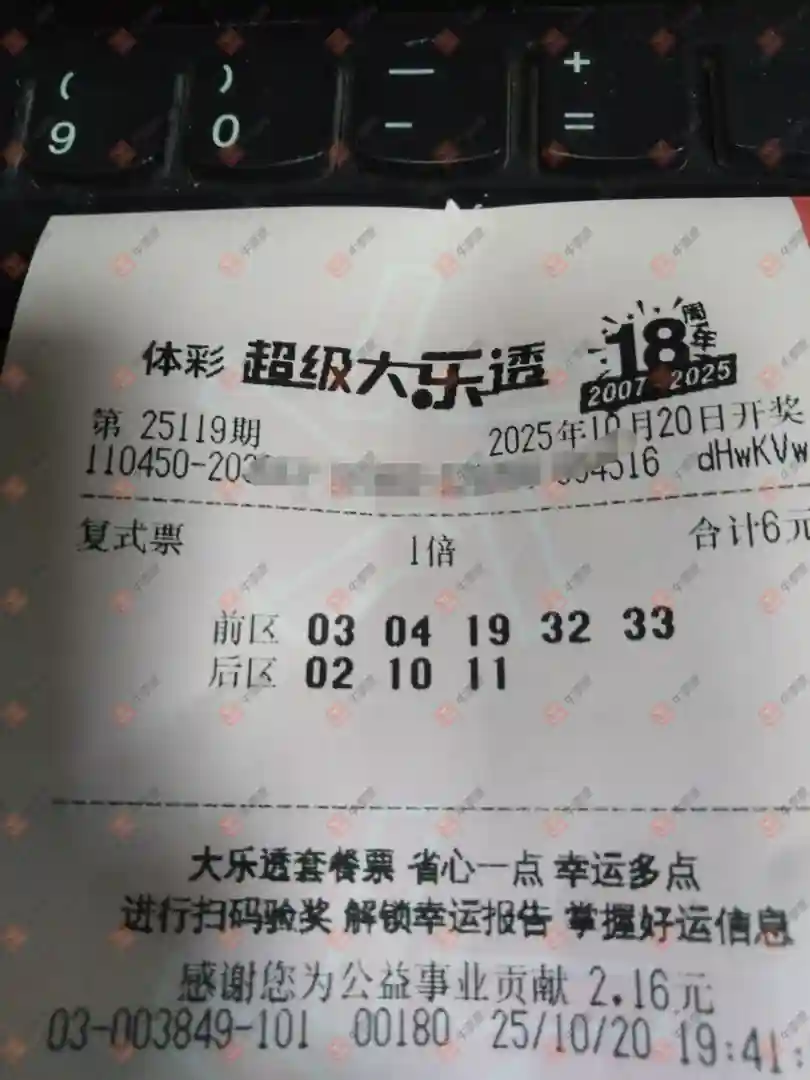 ( ) — +
9 0 - =
体彩 超级大乐透 18周年
2007-2025
第 25119期 2025年10月20日开奖
110450-203 004516 dHwKVw
复式票 1倍 合计6元
前区 03 04 19 32 33
后区 02 10 11
大乐透套餐票 省心一点 幸运多点
进行扫码验奖 解锁幸运报告 掌握好运信息
感谢您为公益事业贡献 2.16元
03-003849-101 00180 25/10/20 19:41: